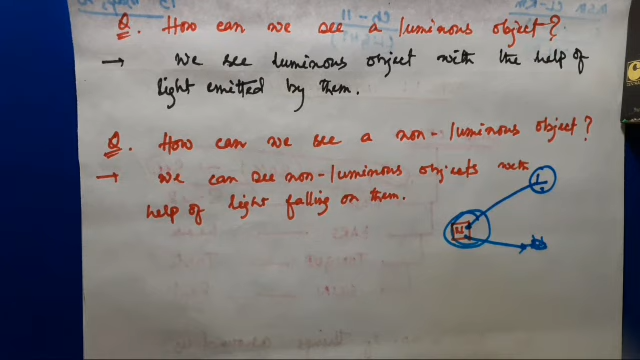 Q. How can we see a luminous object?
→ We see luminous object with the help of
light emitted by them.
Q. How can we see a non-luminous object?
→ We can see non-luminous objects with
help of light falling on them.
L